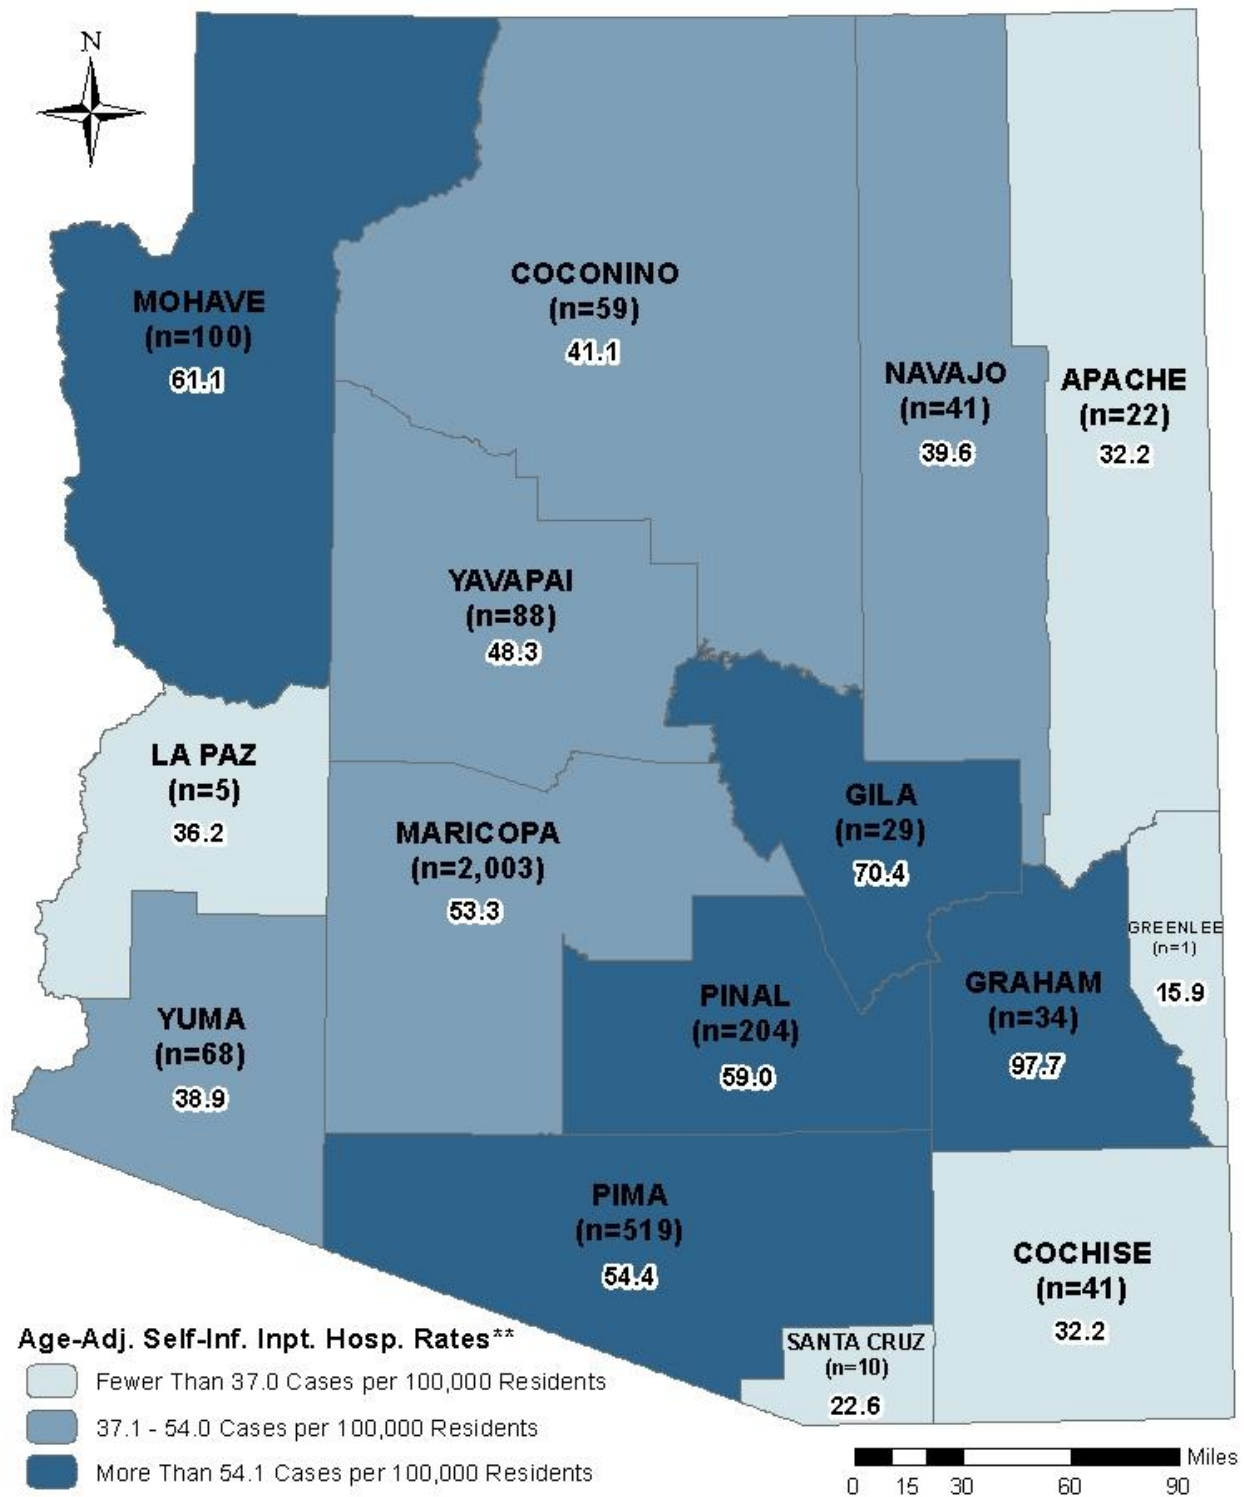 N
COCONINO
(n=59)
41.1
MOHAVE
(n=100)
61.1
NAVAJO
(n=41)
39.6
APACHE
(n=22)
32.2
YAVAPAI
(n=88)
48.3
LA PAZ
(n=5)
36.2
MARICOPA
(n=2,003)
53.3
GILA
(n=29)
70.4
GREENLEE
(n=1)
15.9
YUMA
(n=68)
38.9
PINAL
(n=204)
59.0
GRAHAM
(n=34)
97.7
PIMA
(n=519)
54.4
COCHISE
(n=41)
32.2
SANTA CRUZ
(n=10)
22.6
Age-Adj. Self-Inf. Inpt. Hosp. Rates**
Fewer Than 37.0 Cases per 100,000 Residents
37.1 - 54.0 Cases per 100,000 Residents
More Than 54.1 Cases per 100,000 Residents
Miles
0 15 30 60 90